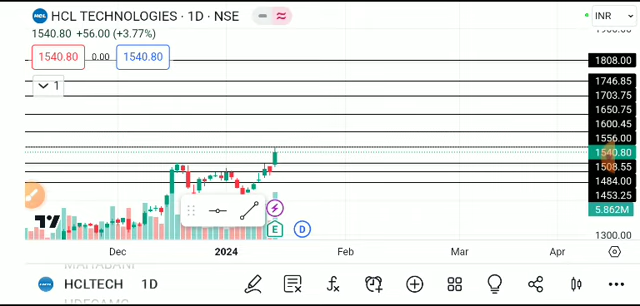 HCL TECHNOLOGIES · 1D · NSE
INR
1540.80 +56.00 (+3.77%)
1540.80 0.00 1540.80
1
1808.00
1746.85
1703.75
1650.75
1600.45
1556.00
1540.80
1508.55
1484.00
1453.25
5.862M
1300.00
E D
Dec 2024 Feb Mar Apr
HCLTECH 1D